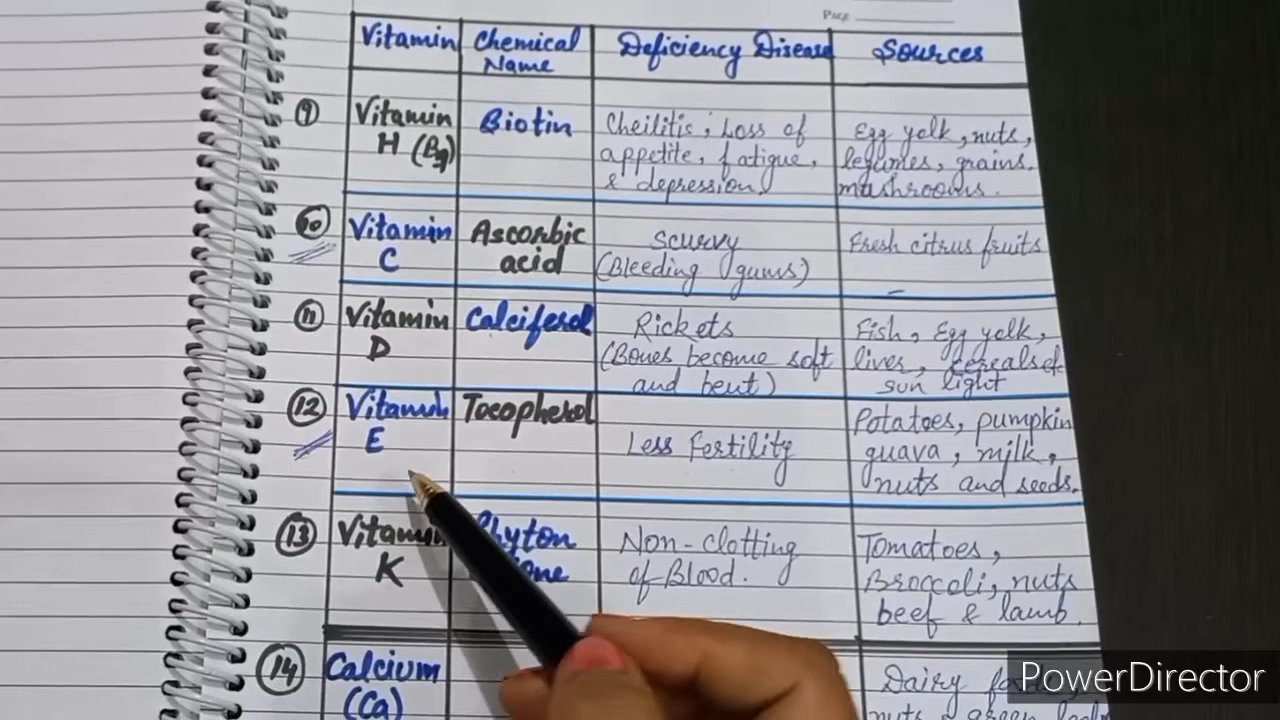 Page
Vitamin Chemical Name Deficiency Disease Sources
9 Vitamin H (B7) Biotin
Cheilitis, Loss of
appetite, fatigue,
& depression.
Egg yolk, nuts,
legumes, grains.
mushrooms.
10 Vitamin C Ascorbic acid
Scurvy
(Bleeding gums)
Fresh citrus fruits
11 Vitamin D Calciferol
Rickets
(Bones become soft
and bent)
Fish, Egg yolk,
liver, cereals &
sun light
12 Vitamin E Tocopherol
Less Fertility
Potatoes, pumpkin
guava, milk,
nuts and seeds.
13 Vitamin K
Non-clotting
of Blood.
Tomatoes,
Broccoli, nuts
beef & lamb.
14 Calcium
(Ca)
Dairy
nuts, green
PowerDirector